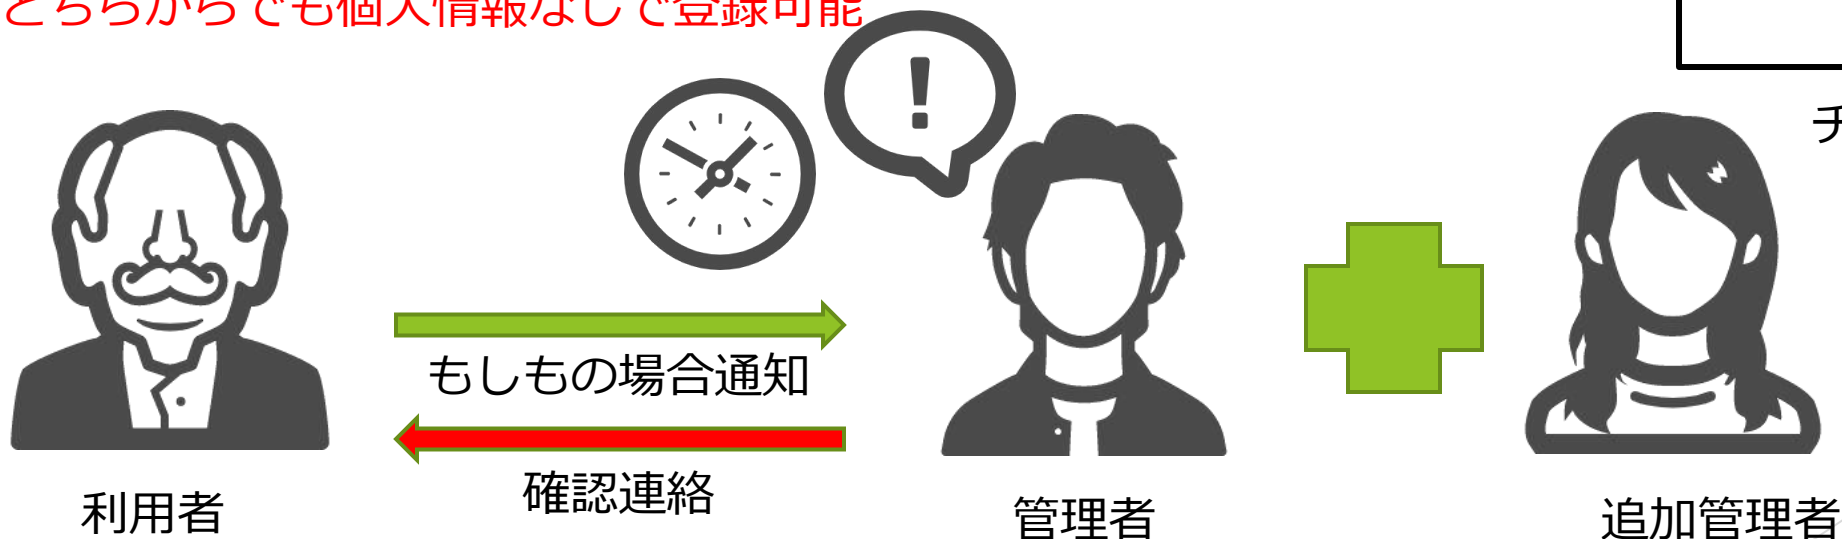 どちらからでも個人情報なしで登録可能
!
チ
もしもの場合通知
確認連絡
利用者
管理者
追加管理者